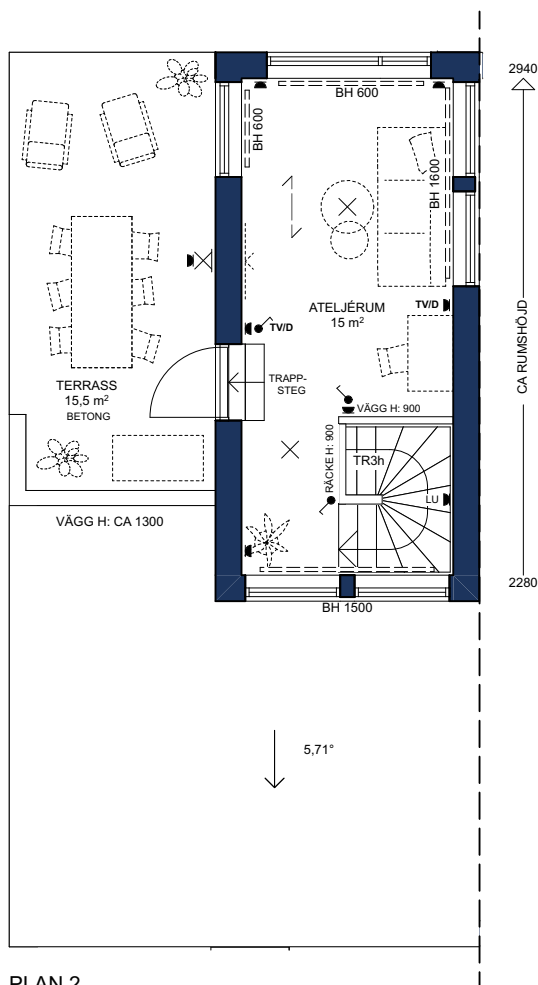 2940
BH 600
BH 600
BH 1600
CA RUMSHÖJD
ATELJÉRUM
15 m²
TV/D
TV/D
TERRASS
15,5 m²
BETONG
TRAPP-
STEG
VÄGG H: 900
RÄCKE H: 900
TR3h
LU
VÄGG H: CA 1300
2280
BH 1500
5,71°
PLAN 2